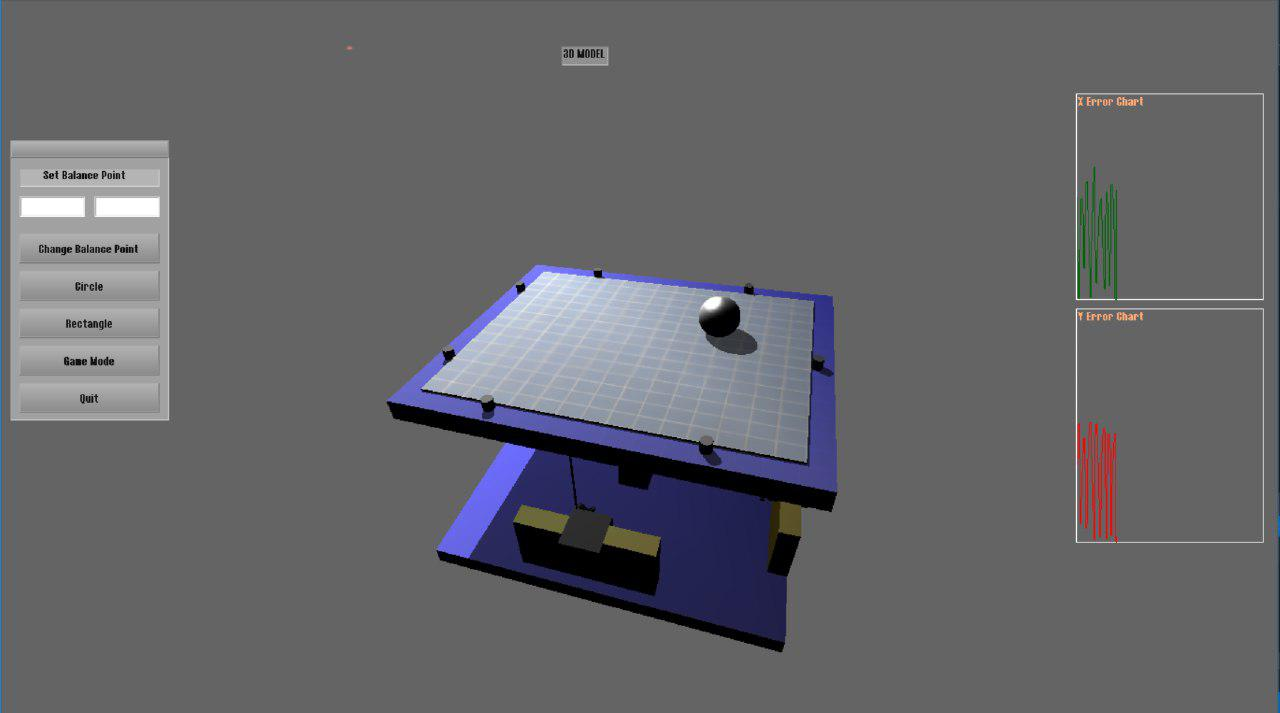 3D MODEL
Set Balance Point
Change Balance Point
Circle
Rectangle
Game Mode
Quit
X Error Chart
Y Error Chart